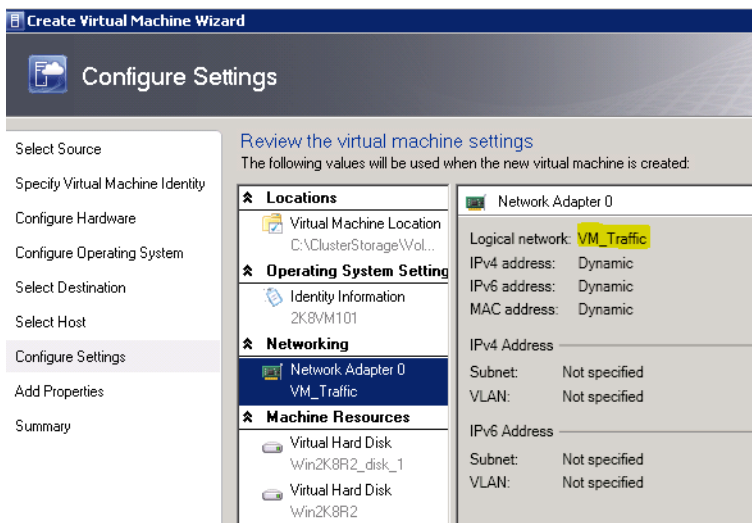 Create Virtual Machine Wizard
Configure Settings
Select Source
Specify Virtual Machine Identity
Configure Hardware
Configure Operating System
Select Destination
Select Host
Configure Settings
Add Properties
Summary
Review the virtual machine settings
The following values will be used when the new virtual machine is created:
Locations
Virtual Machine Location
C:\ClusterStorage\Vol...
Operating System Setting
Identity Information
2K8VM101
Networking
Network Adapter 0
VM_Traffic
Machine Resources
Virtual Hard Disk
Win2K8R2_disk_1
Virtual Hard Disk
Win2K8R2
Network Adapter 0
Logical network: VM_Traffic
IPv4 address: Dynamic
IPv6 address: Dynamic
MAC address: Dynamic
IPv4 Address
Subnet: Not specified
VLAN: Not specified
IPv6 Address
Subnet: Not specified
VLAN: Not specified